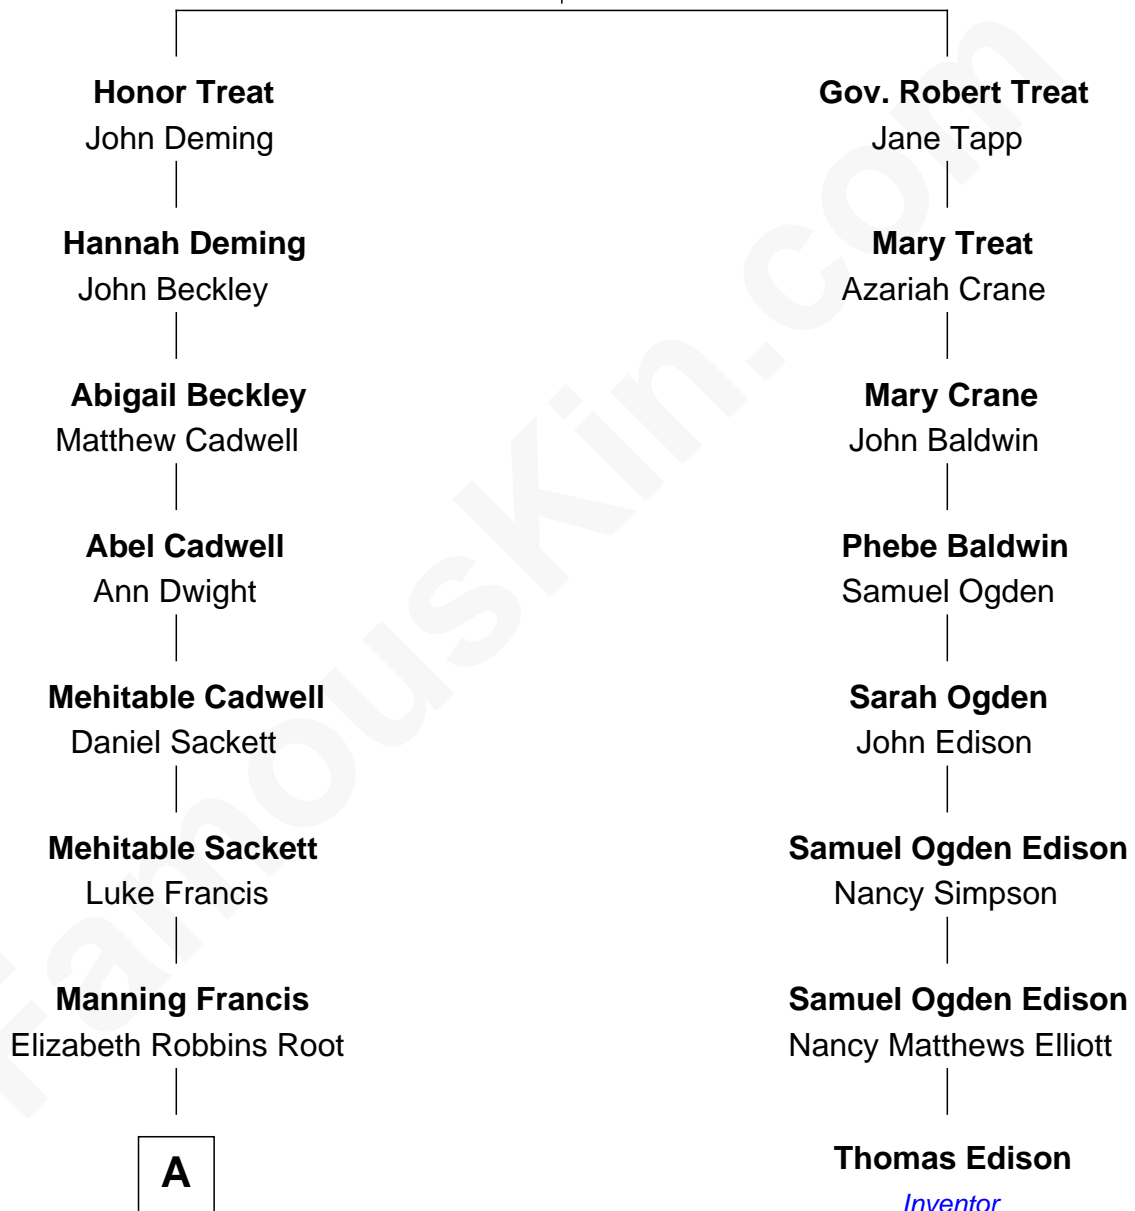 Honor Treat
John Deming
Gov. Robert Treat
Jane Tapp
Hannah Deming
John Beckley
Mary Treat
Azariah Crane
Abigail Beckley
Matthew Cadwell
Mary Crane
John Baldwin
Abel Cadwell
Ann Dwight
Phebe Baldwin
Samuel Ogden
Mehitable Cadwell
Daniel Sackett
Sarah Ogden
John Edison
Mehitable Sackett
Luke Francis
Samuel Ogden Edison
Nancy Simpson
Manning Francis
Elizabeth Robbins Root
Samuel Ogden Edison
Nancy Matthews Elliott
A
Thomas Edison
Inventor
FamousKin.com